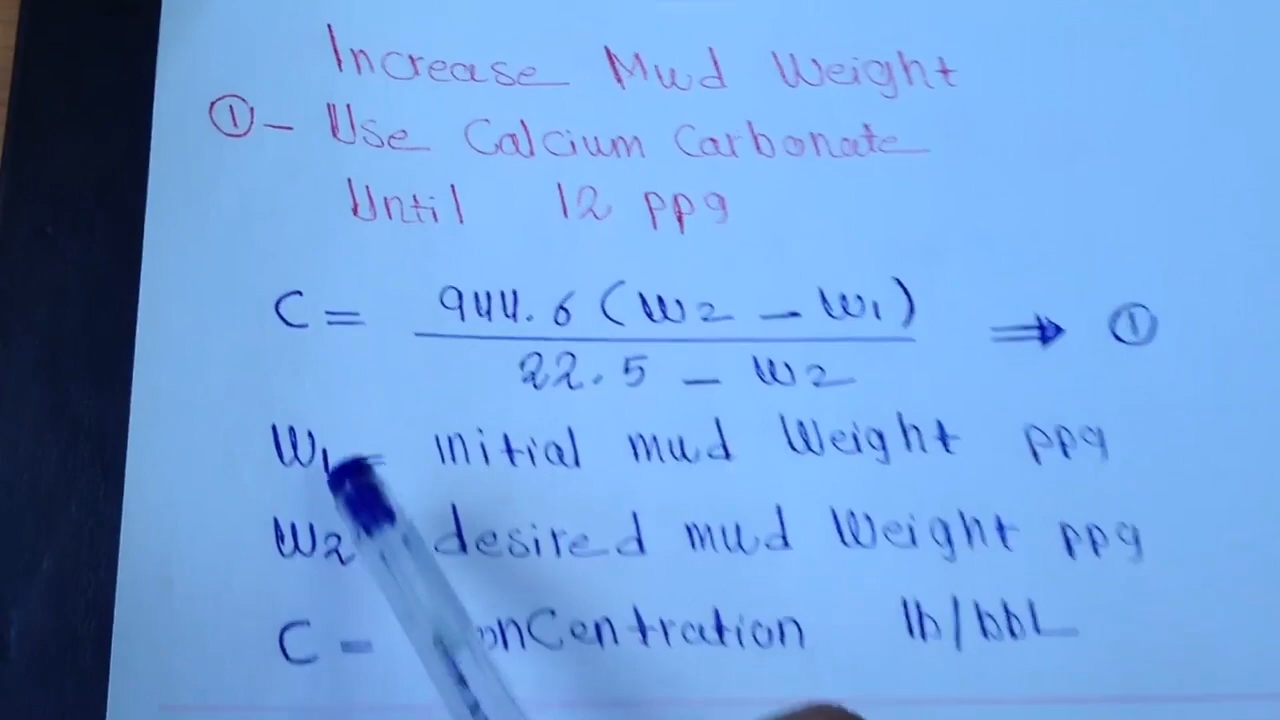 Increase Mud Weight
①- Use Calcium Carbonate
Until 12 ppg
C = 944.6 (W2 - W1) / 22.5 - W2 ⇒ ①
W1 = initial mud Weight ppg
W2 desired mud Weight ppg
C = lb/bbl